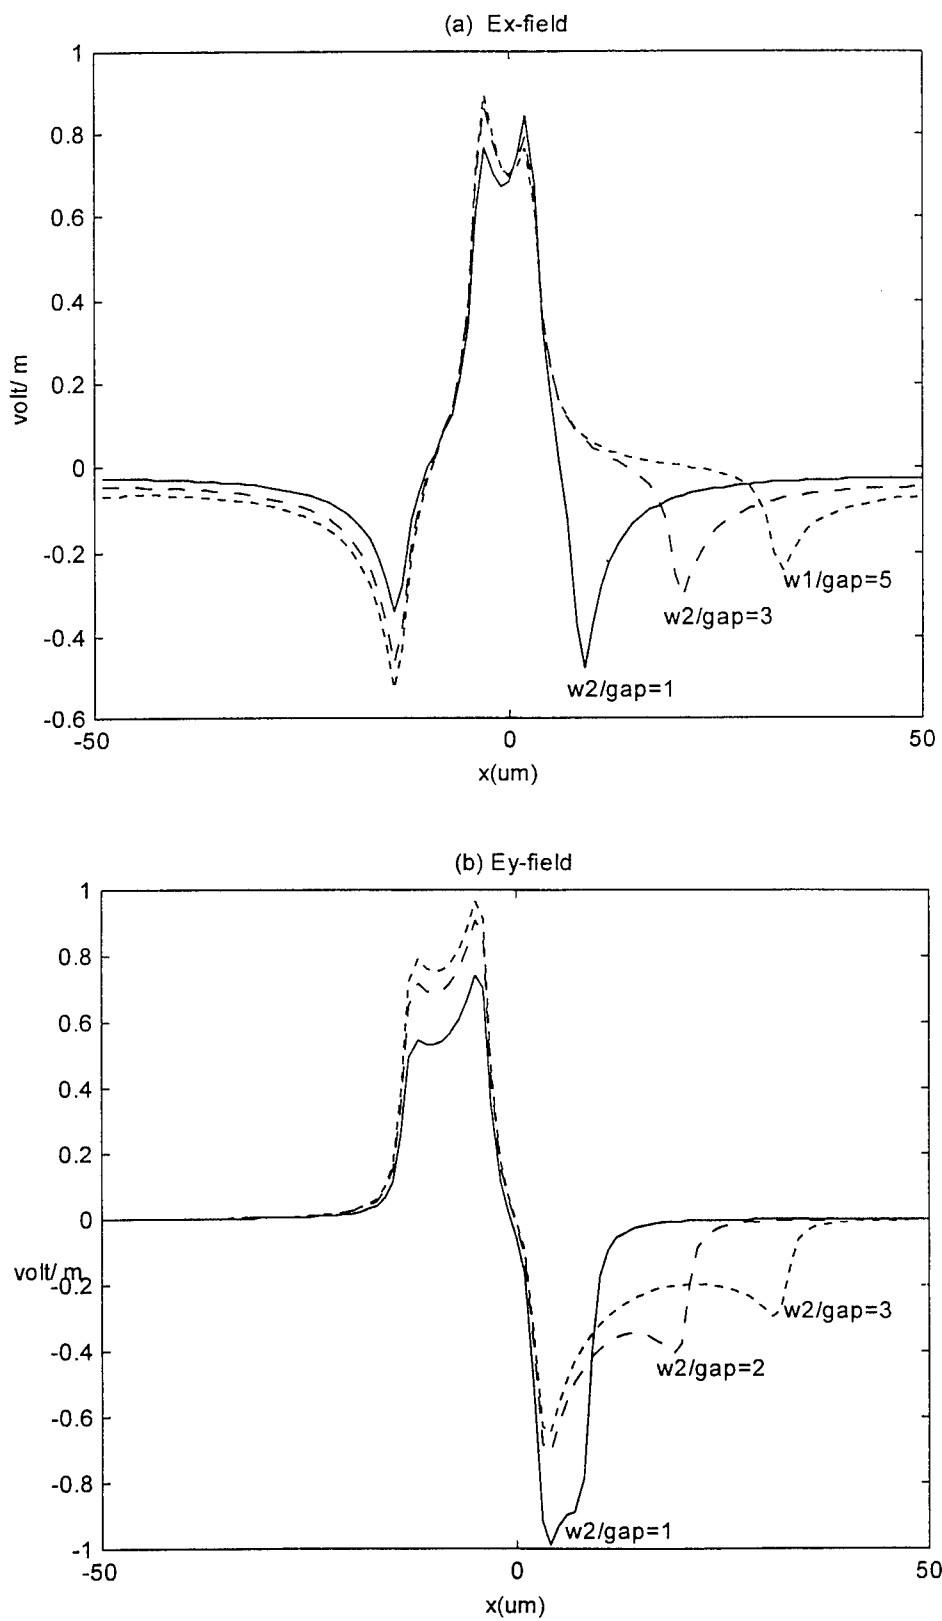 (a) Ex-field
1
0.8
0.6
0.4
0.2
0
-0.2
-0.4
-0.6
volt/ m
w1/gap=5
w2/gap=3
w2/gap=1
-50
0
50
x(um)
(b) Ey-field
1
0.8
0.6
0.4
0.2
0
volt/ m
-0.2
-0.4
-0.6
-0.8
-1
w2/gap=3
w2/gap=2
w2/gap=1
-50
0
50
x(um)